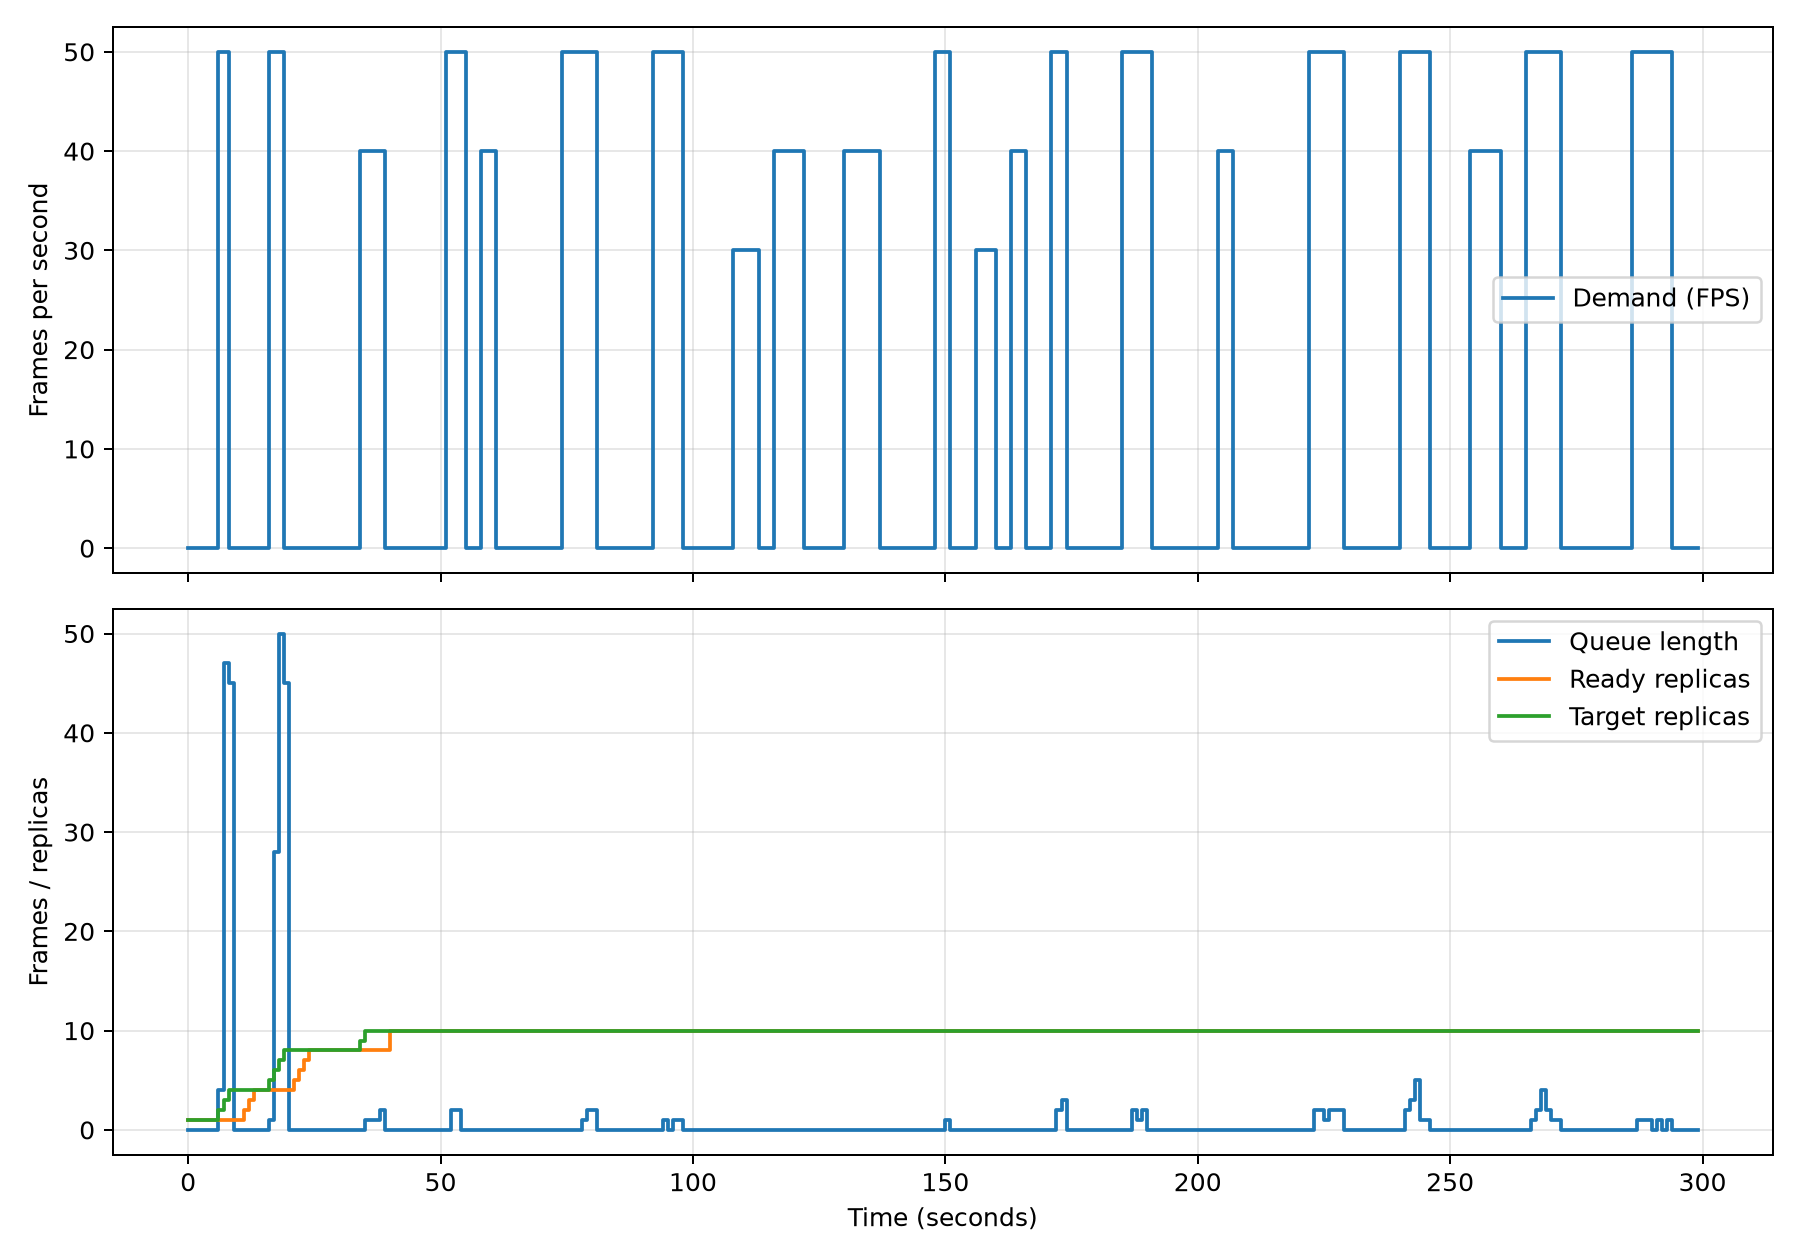 50
40
30
20
10
0
Frames per second
Demand (FPS)
50
40
30
20
10
0
Frames / replicas
Queue length
Ready replicas
Target replicas
0 50 100 150 200 250 300
Time (seconds)